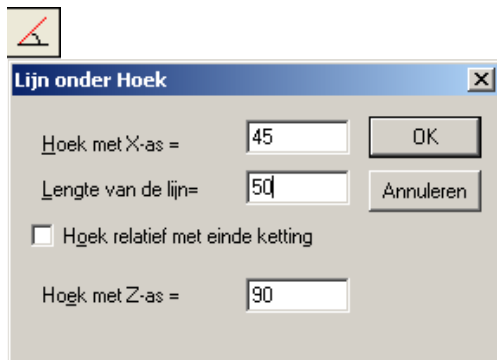 Lijn onder Hoek
Hoek met X-as = 45 OK
Lengte van de lijn= 50 Annuleren
Hoek relatief met einde ketting
Hoek met Z-as = 90